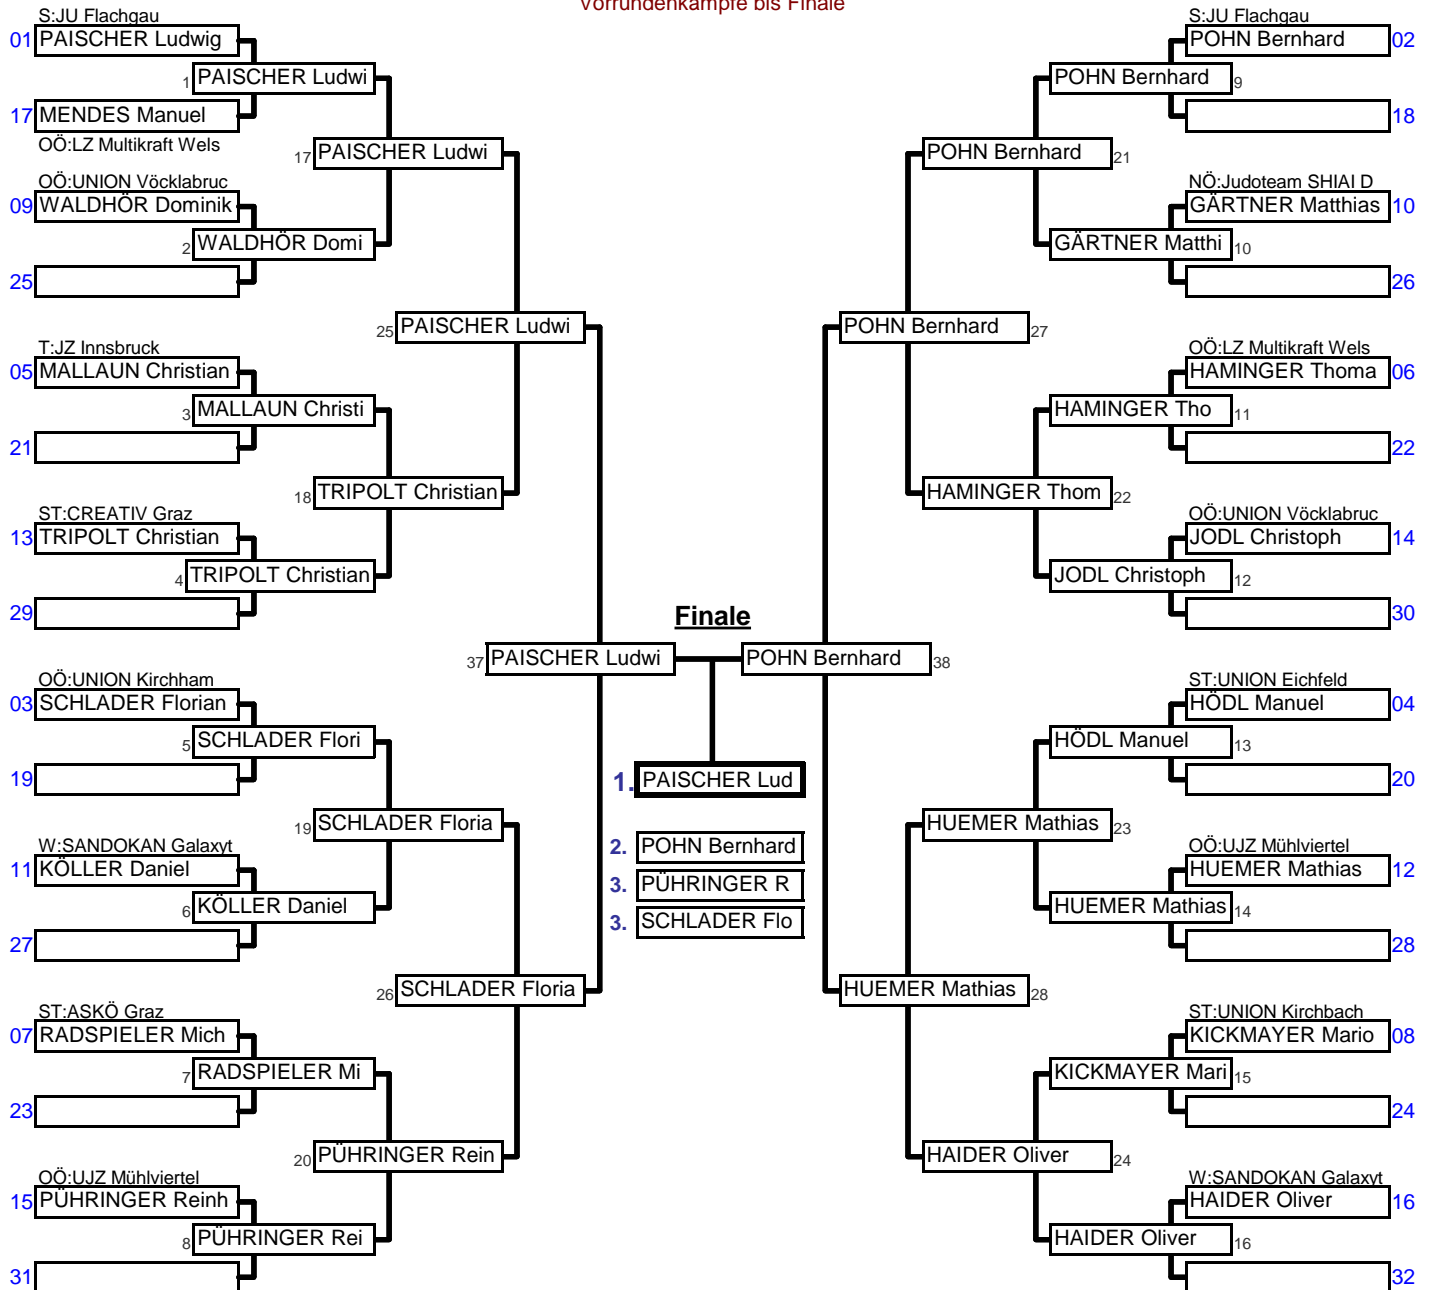 Vorrundenkämpfe bis Finale
S:JU Flachgau
01 PAISCHER Ludwig
1 PAISCHER Ludwi
17 MENDES Manuel
OÖ:LZ Multikraft Wels
17 PAISCHER Ludwi
OÖ:UNION Vöcklabruc
09 WALDHÖR Dominik
2 WALDHÖR Domi
25
25 PAISCHER Ludwi
T:JZ Innsbruck
05 MALLAUN Christian
3 MALLAUN Christi
21
18 TRIPOLT Christian
ST:CREATIV Graz
13 TRIPOLT Christian
4 TRIPOLT Christian
29
37 PAISCHER Ludwi
OÖ:UNION Kirchham
03 SCHLADER Florian
5 SCHLADER Flori
19
19 SCHLADER Floria
W:SANDOKAN Galaxyt
11 KÖLLER Daniel
6 KÖLLER Daniel
27
26 SCHLADER Floria
ST:ASKÖ Graz
07 RADSPIELER Mich
7 RADSPIELER Mi
23
20 PÜHRINGER Rein
OÖ:UJZ Mühlviertel
15 PÜHRINGER Reinh
8 PÜHRINGER Rei
31
Finale
1. PAISCHER Lud
2. POHN Bernhard
3. PÜHRINGER R
3. SCHLADER Flo
S:JU Flachgau
POHN Bernhard 02
POHN Bernhard 9
18
POHN Bernhard 21
NÖ:Judoteam SHIAI D
GÄRTNER Matthias 10
GÄRTNER Matthi 10
26
POHN Bernhard 27
OÖ:LZ Multikraft Wels
HAMINGER Thoma 06
HAMINGER Tho 11
22
HAMINGER Thom 22
OÖ:UNION Vöcklabruc
JODL Christoph 14
JODL Christoph 12
30
POHN Bernhard 38
ST:UNION Eichfeld
HÖDL Manuel 04
HÖDL Manuel 13
20
HUEMER Mathias 23
OÖ:UJZ Mühlviertel
HUEMER Mathias 12
HUEMER Mathias 14
28
HUEMER Mathias 28
ST:UNION Kirchbach
KICKMAYER Mario 08
KICKMAYER Mari 15
24
HAIDER Oliver 24
W:SANDOKAN Galaxyt
HAIDER Oliver 16
HAIDER Oliver 16
32